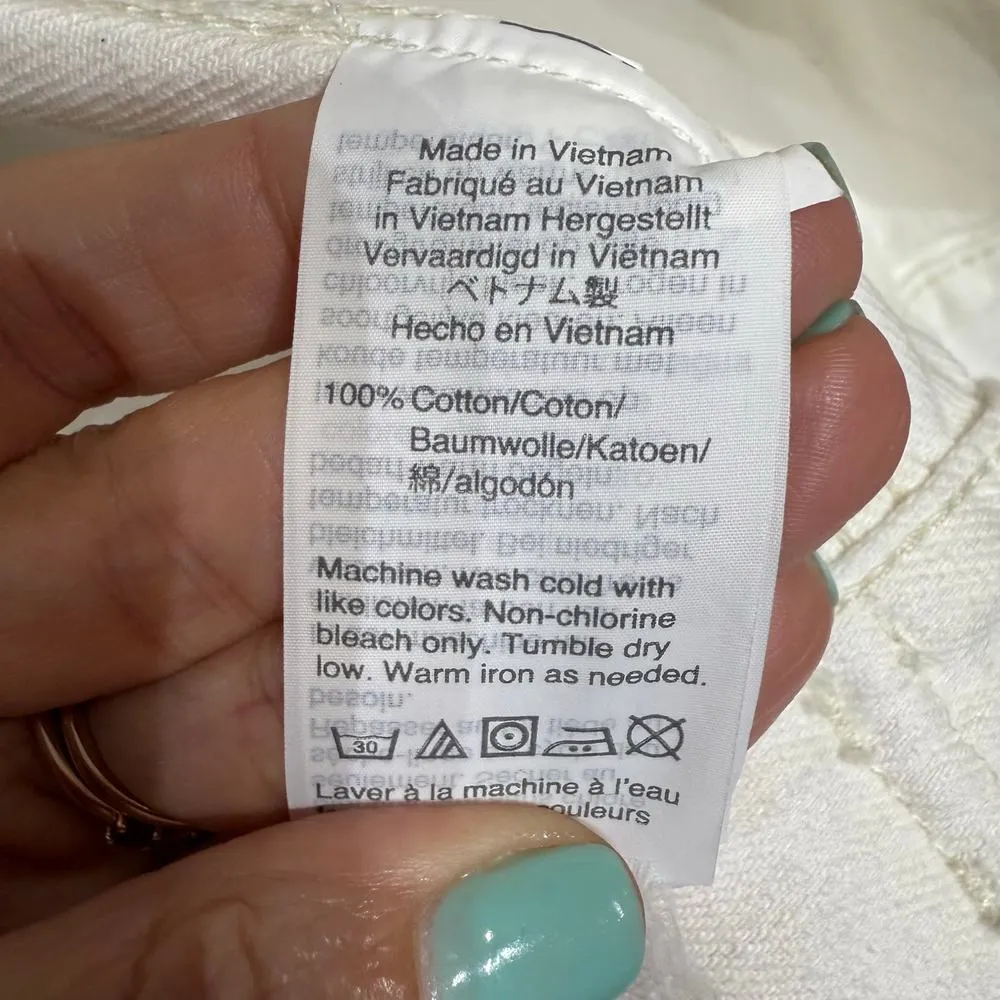 Made in Vietnam
Fabriqué au Vietnam
in Vietnam Hergestellt
Vervaardigd in Viëtnam
ベトナム製
Hecho en Vietnam
100% Cotton/Coton/
Baumwolle/Katoen/
綿/algodón
Machine wash cold with
like colors. Non-chlorine
bleach only. Tumble dry
low. Warm iron as needed.
30
Laver à la machine à l'eau
couleurs